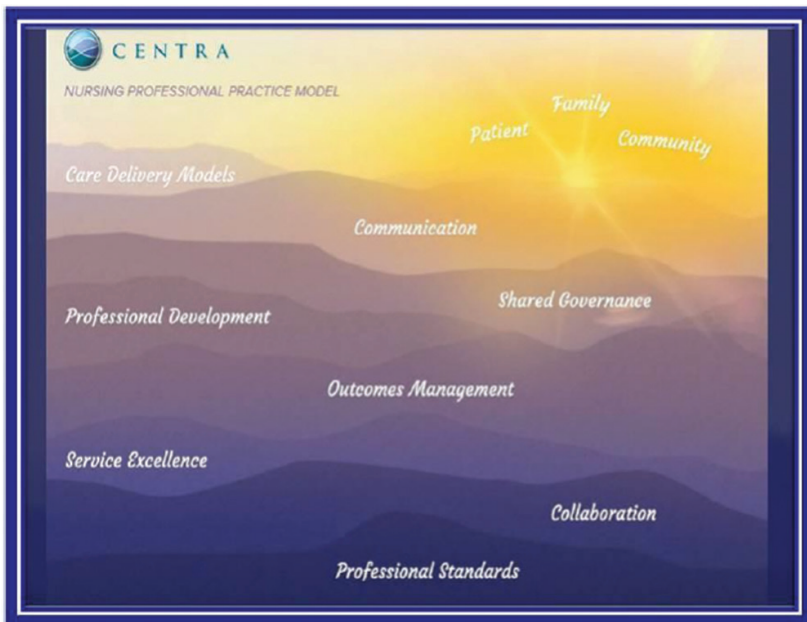 CENTRA
NURSING PROFESSIONAL PRACTICE MODEL
Patient
Family
Community
Care Delivery Models
Communication
Shared Governance
Professional Development
Outcomes Management
Service Excellence
Collaboration
Professional Standards